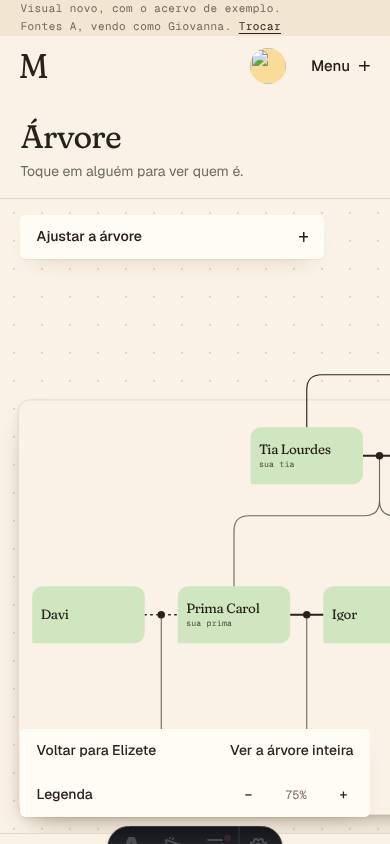 Visual novo, com o acervo de exemplo.
Fontes A, vendo como Giovanna. Trocar
M
Menu +
Árvore
Toque em alguém para ver quem é.
Ajustar a árvore +
Tia Lourdes
sua tia
Davi
Prima Carol
sua prima
Igor
Voltar para Elizete
Ver a árvore inteira
Legenda
− 75% +